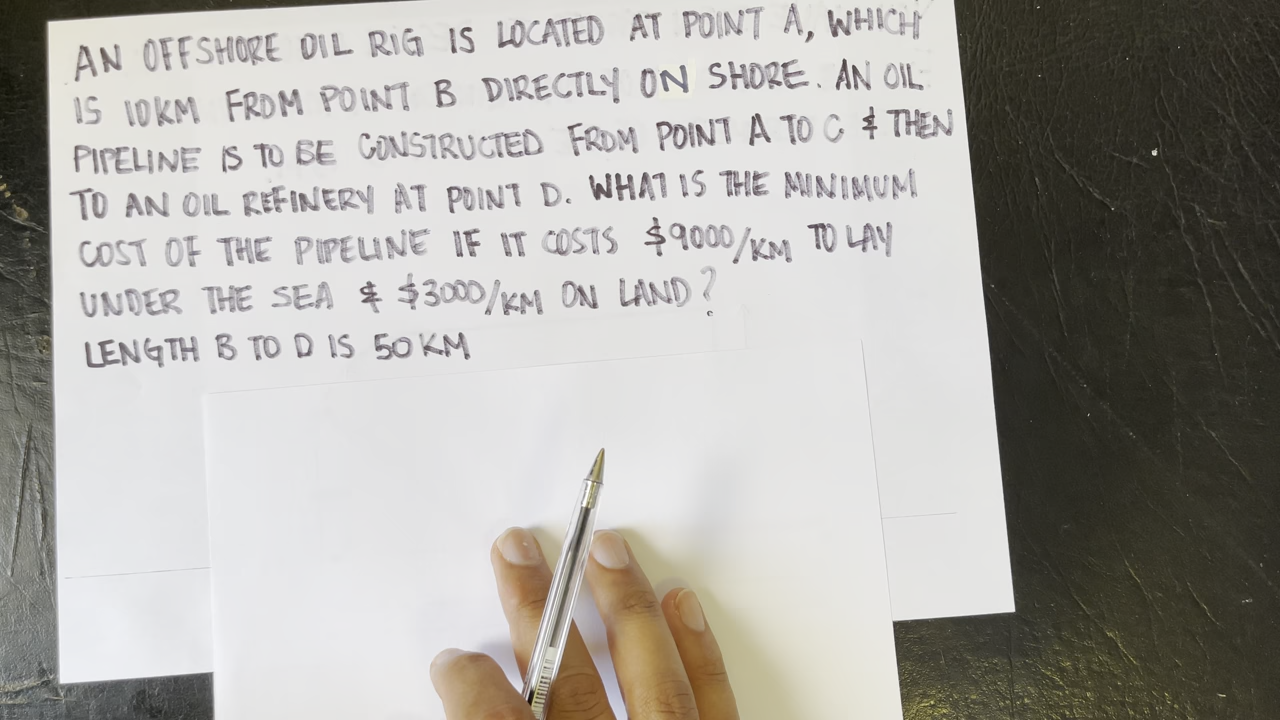 AN OFFSHORE OIL RIG IS LOCATED AT POINT A, WHICH
IS 10KM FROM POINT B DIRECTLY ON SHORE. AN OIL
PIPELINE IS TO BE CONSTRUCTED FROM POINT A TO C & THEN
TO AN OIL REFINERY AT POINT D. WHAT IS THE MINIMUM
COST OF THE PIPELINE IF IT COSTS $9000/KM TO LAY
UNDER THE SEA & $3000/KM ON LAND?
LENGTH B TO D IS 50KM